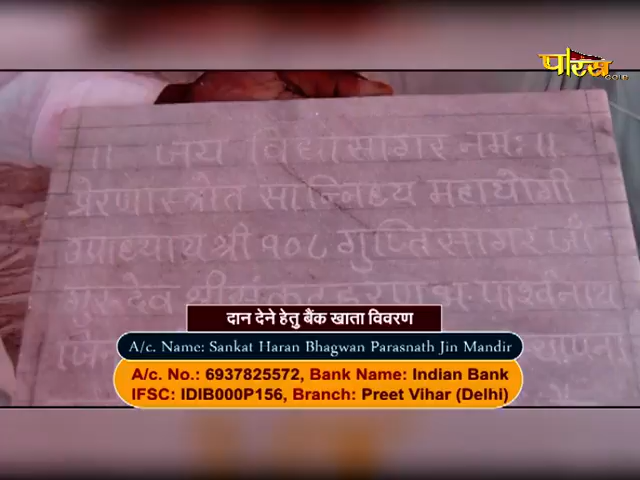 पारस
.COM
॥ जय विद्यासागर नमः ॥
प्रेरणास्त्रोत सान्निध्य महायोगी
उपाध्याय श्री १०८ गुप्ति सागर जी
गुरुदेव श्री पार्श्वनाथ
दान देने हेतु बैंक खाता विवरण
A/c. Name: Sankat Haran Bhagwan Parasnath Jin Mandir
A/c. No.: 6937825572, Bank Name: Indian Bank
IFSC: IDIB000P156, Branch: Preet Vihar (Delhi)